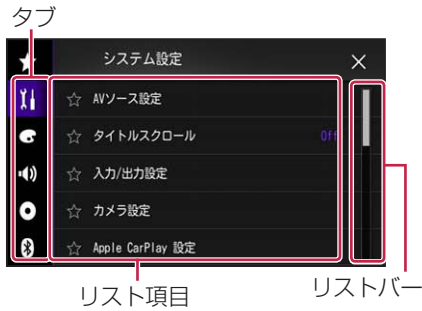 タブ
システム設定
AVソース設定
タイトルスクロール Off
入力/出力設定
カメラ設定
Apple CarPlay 設定
リスト項目
リストバー